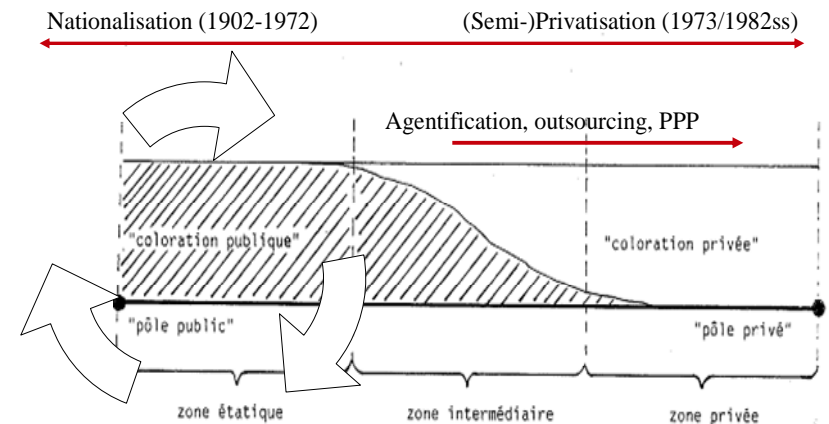 Nationalisation (1902-1972) (Semi-)Privatisation (1973/1982ss)
Agentification, outsourcing, PPP
"coloration publique" "coloration privée"
"pôle public" "pôle privé"
zone étatique zone intermédiaire zone privée